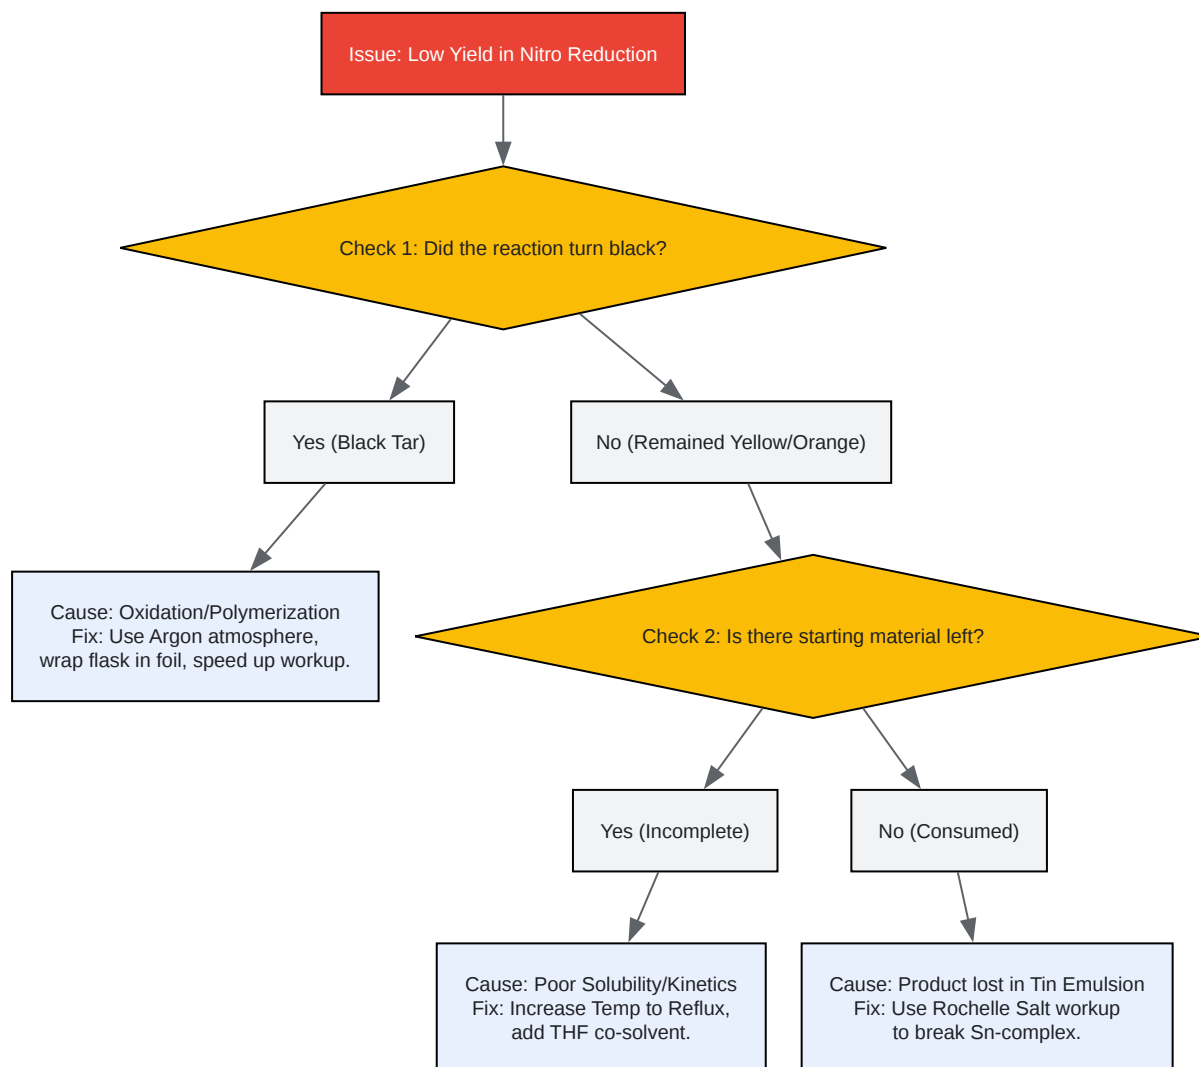 Issue: Low Yield in Nitro Reduction
Check 1: Did the reaction turn black?
Yes (Black Tar)
No (Remained Yellow/Orange)
Cause: Oxidation/Polymerization
Fix: Use Argon atmosphere,
wrap flask in foil, speed up workup.
Check 2: Is there starting material left?
Yes (Incomplete)
No (Consumed)
Cause: Poor Solubility/Kinetics
Fix: Increase Temp to Reflux,
add THF co-solvent.
Cause: Product lost in Tin Emulsion
Fix: Use Rochelle Salt workup
to break Sn-complex.